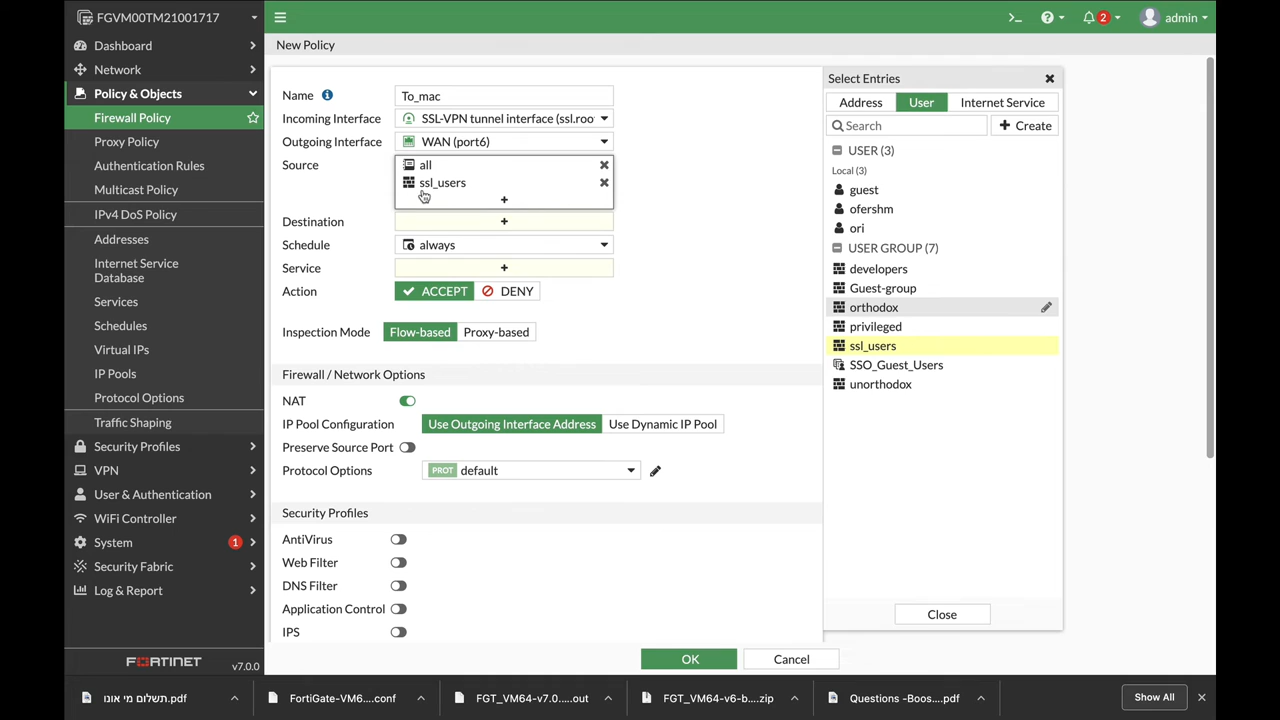 FGVM00TM21001717
2
admin
Dashboard
Network
Policy & Objects
Firewall Policy
Proxy Policy
Authentication Rules
Multicast Policy
IPv4 DoS Policy
Addresses
Internet Service
Database
Services
Schedules
Virtual IPs
IP Pools
Protocol Options
Traffic Shaping
Security Profiles
VPN
User & Authentication
WiFi Controller
System
1
Security Fabric
Log & Report
FORTINET
v7.0.0
New Policy
Name
To_mac
Incoming Interface
SSL-VPN tunnel interface (ssl.roo
Outgoing Interface
WAN (port6)
Source
all
ssl_users
Destination
Schedule
always
Service
Action
ACCEPT
DENY
Inspection Mode
Flow-based
Proxy-based
Firewall / Network Options
NAT
IP Pool Configuration
Use Outgoing Interface Address
Use Dynamic IP Pool
Preserve Source Port
Protocol Options
PROT
default
Security Profiles
AntiVirus
Web Filter
DNS Filter
Application Control
IPS
OK
Cancel
Select Entries
Address
User
Internet Service
Search
Create
USER (3)
Local (3)
guest
ofershm
ori
USER GROUP (7)
developers
Guest-group
orthodox
privileged
ssl_users
SSO_Guest_Users
unorthodox
Close
תשלום מי אונו.pdf
FortiGate-VM6....conf
FGT_VM64-v7.0.....out
FGT_VM64-v6-b....zip
Questions -Boos....pdf
Show All